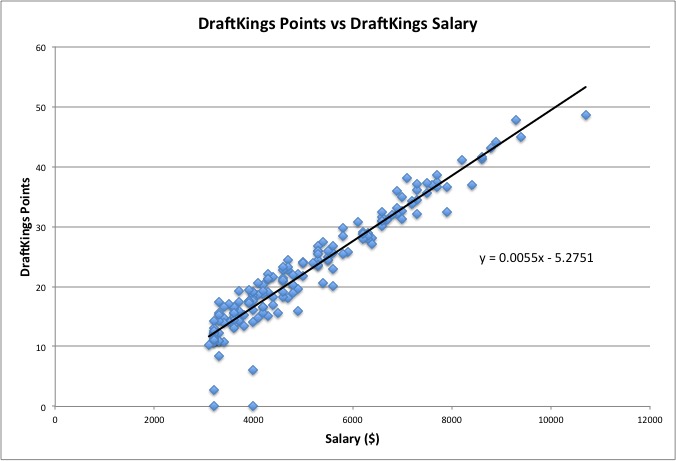 DraftKings Points vs DraftKings Salary
60
50
40
30
20
10
0
DraftKings Points
y = 0.0055x - 5.2751
0 2000 4000 6000 8000 10000 12000
Salary ($)